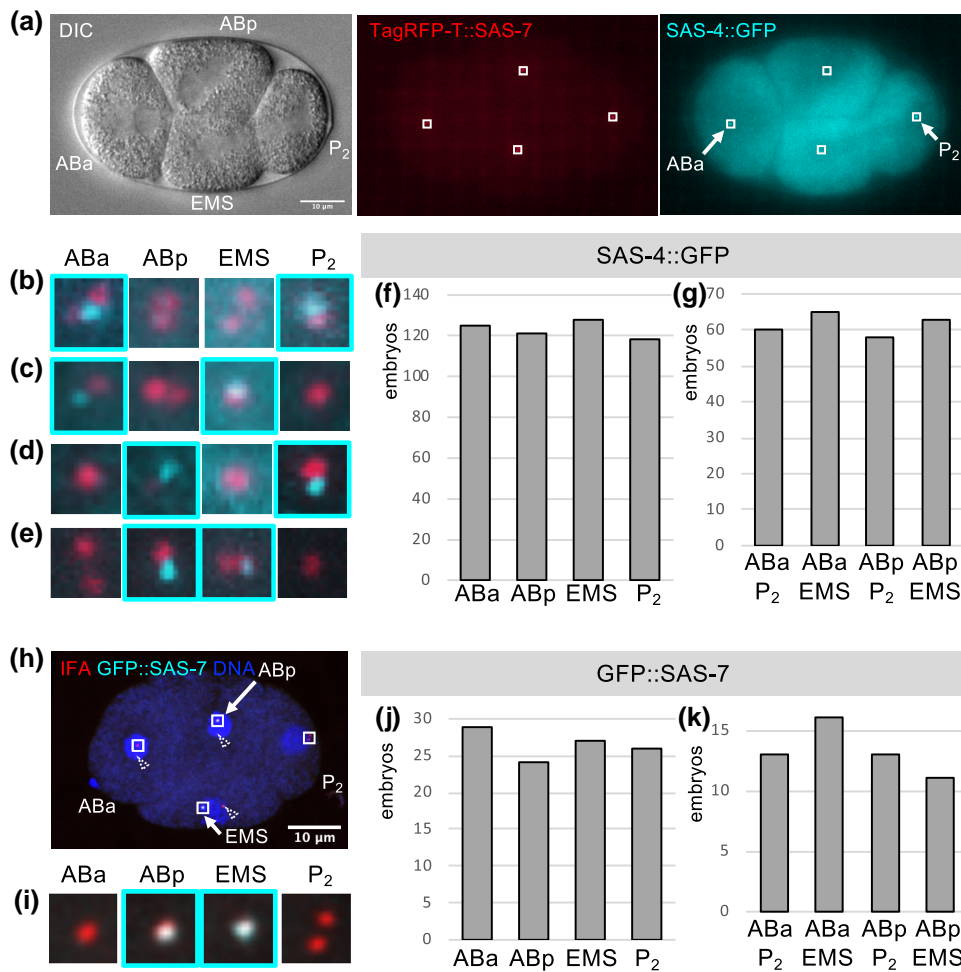 (a)
DIC
ABp
ABa
EMS
P2
10 μm
TagRFP-T::SAS-7
SAS-4::GFP
ABa
P2
ABa ABp EMS P2
(b)
(c)
(d)
(e)
SAS-4::GFP
(f)
embryos
140
120
100
80
60
40
20
0
ABa ABp EMS P2
(g)
embryos
70
60
50
40
30
20
10
0
ABa ABa ABp ABp
P2 EMS P2 EMS
(h)
IFA GFP::SAS-7 DNA ABp
ABa
P2
EMS
10 μm
ABa ABp EMS P2
(i)
GFP::SAS-7
(j)
embryos
30
25
20
15
10
5
0
ABa ABp EMS P2
(k)
embryos
15
10
5
0
ABa ABa ABp ABp
P2 EMS P2 EMS